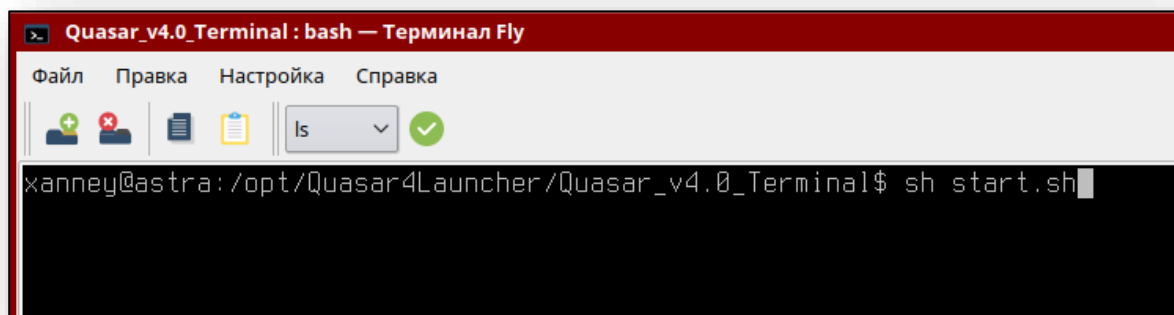 Quasar_v4.0_Terminal : bash — Терминал Fly
Файл Правка Настройка Справка
ls
xanney@astra:/opt/Quasar4Launcher/Quasar_v4.0_Terminal$ sh start.sh